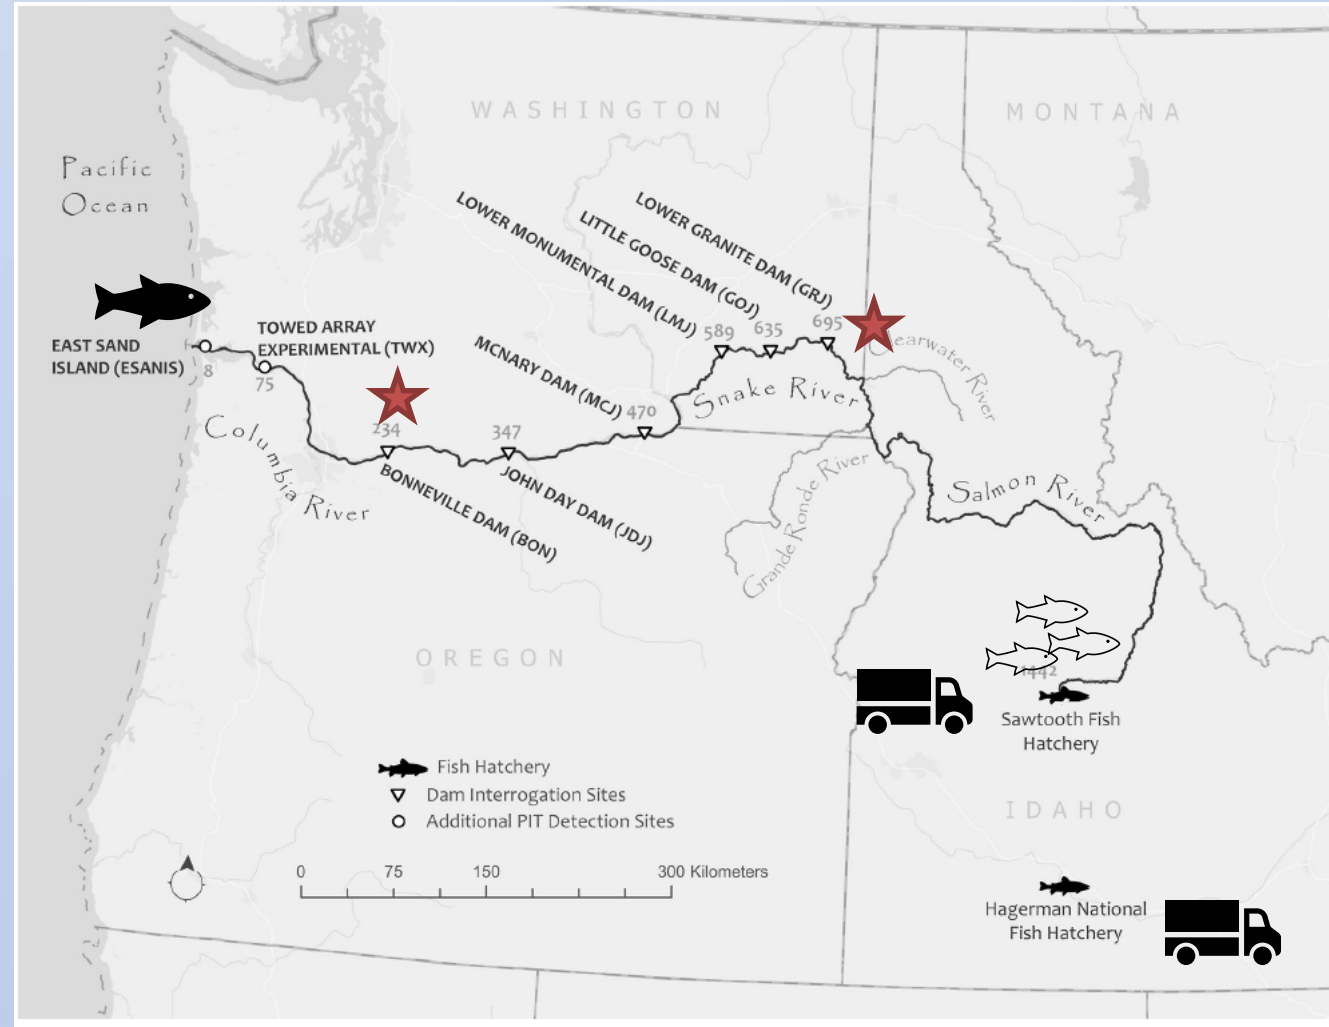 WASHINGTON
MONTANA
Pacific
Ocean
LOWER GRANITE DAM (GRJ)
LITTLE GOOSE DAM (GOJ)
LOWER MONUMENTAL DAM (LMJ)
695
635
589
TOWED ARRAY
EXPERIMENTAL (TWX)
EAST SAND
ISLAND (ESANIS)
8
75
MCNARY DAM (MCJ)
Clearwater River
Snake River
470
234
347
Columbia River
BONNEVILLE DAM (BON)
JOHN DAY DAM (JDJ)
Grande Ronde River
Salmon River
OREGON
1442
Sawtooth Fish
Hatchery
Fish Hatchery
Dam Interrogation Sites
Additional PIT Detection Sites
IDAHO
0 75 150 300 Kilometers
Hagerman National
Fish Hatchery